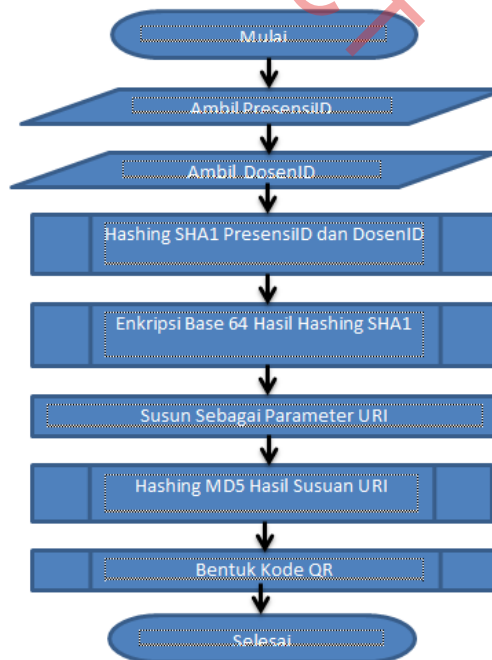 Mulai
Ambil PresensiID
Ambil DosenID
Hashing SHA1 PresensiID dan DosenID
Enkripsi Base 64 Hasil Hashing SHA1
Susun Sebagai Parameter URI
Hashing MD5 Hasil Susuan URI
Bentuk Kode QR
Selesai